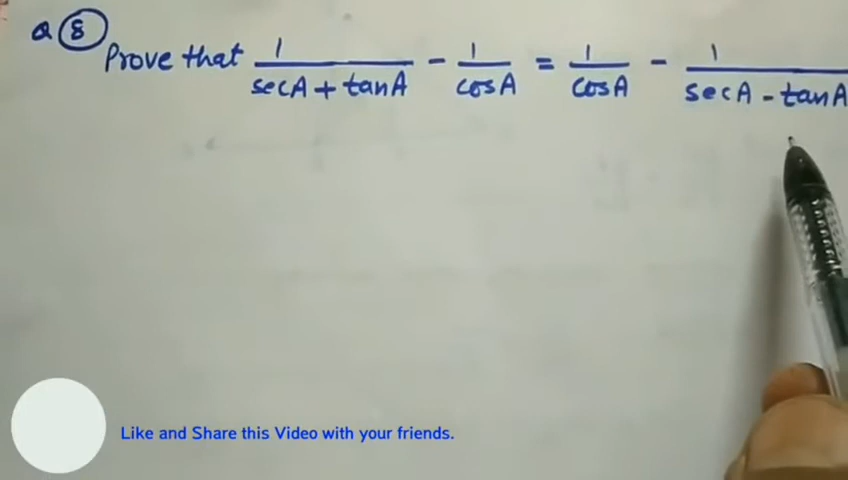 Q 8 Prove that 1/(secA + tanA) - 1/cosA = 1/cosA - 1/(secA - tanA)
Like and Share this Video with your friends.